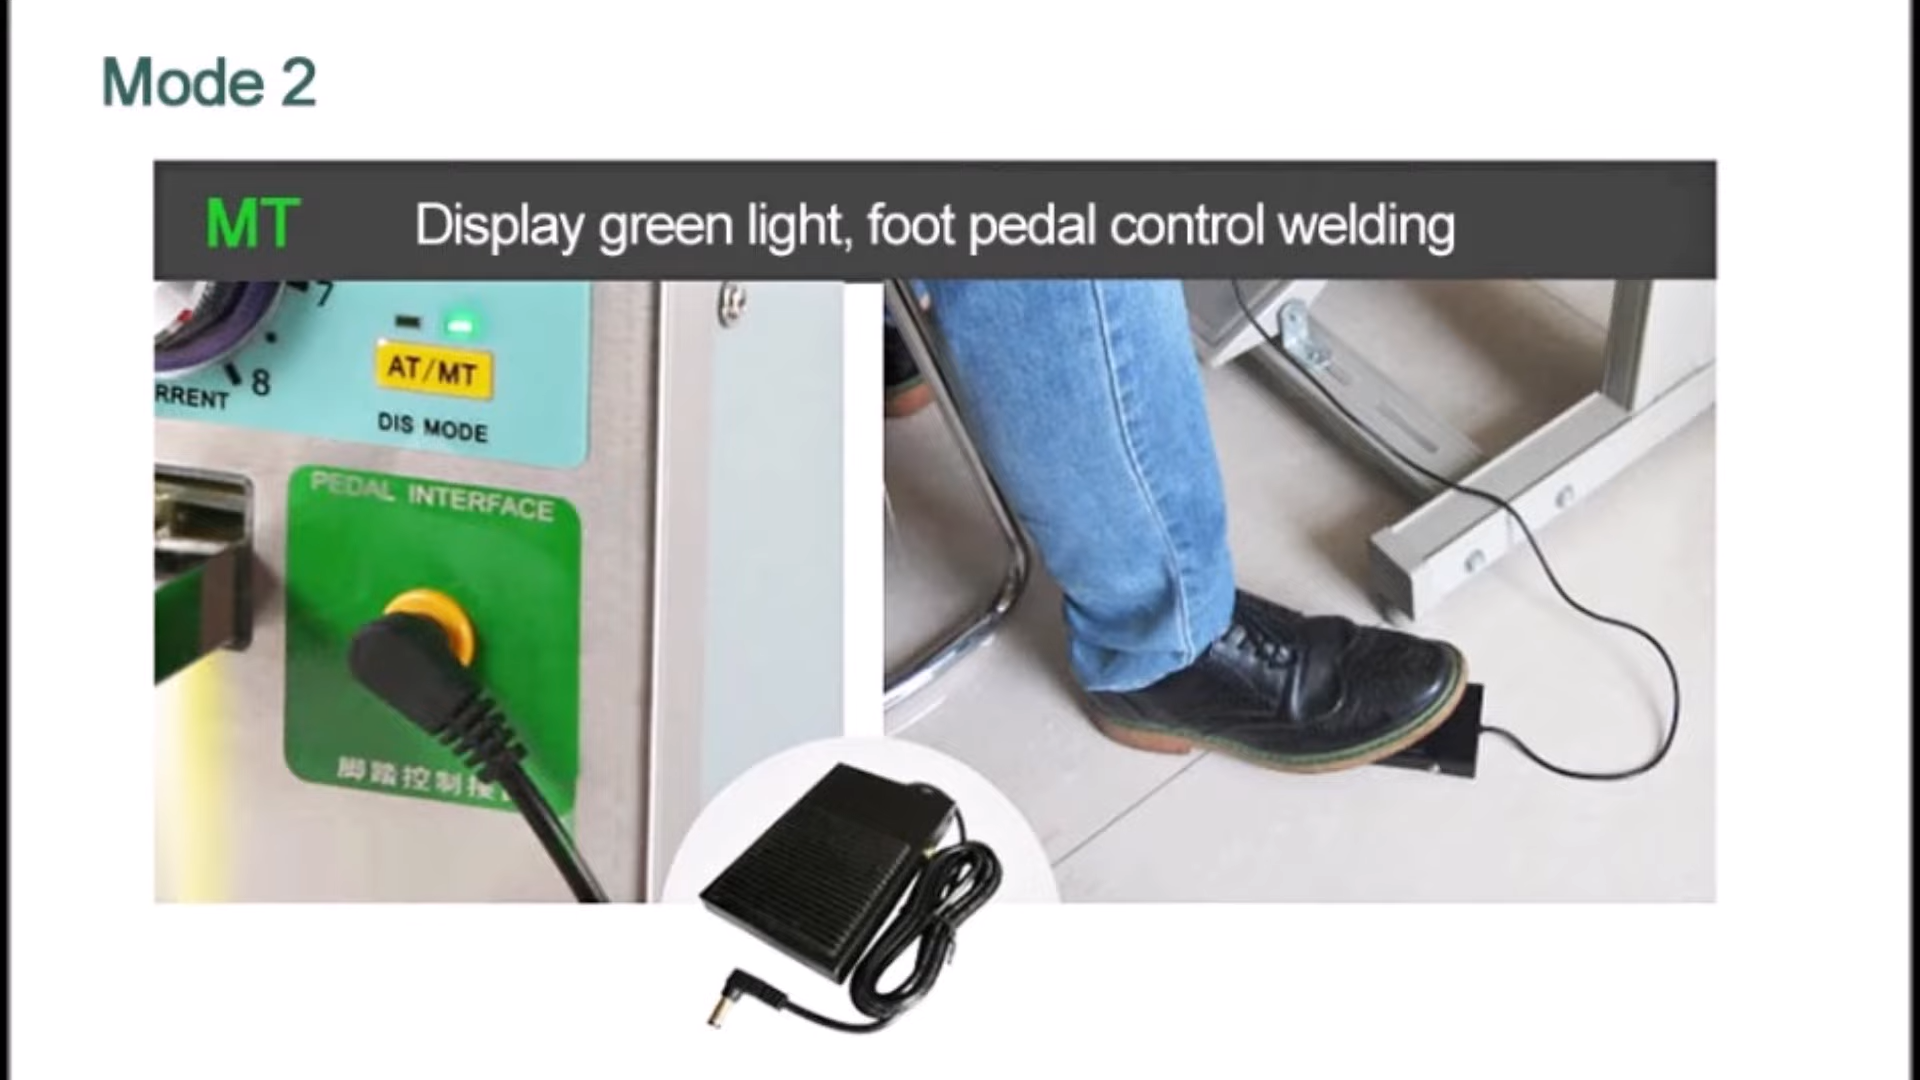 Mode 2
MT
Display green light, foot pedal control welding
7
8
RRENT
AT/MT
DIS MODE
PEDAL INTERFACE
脚踏控制接